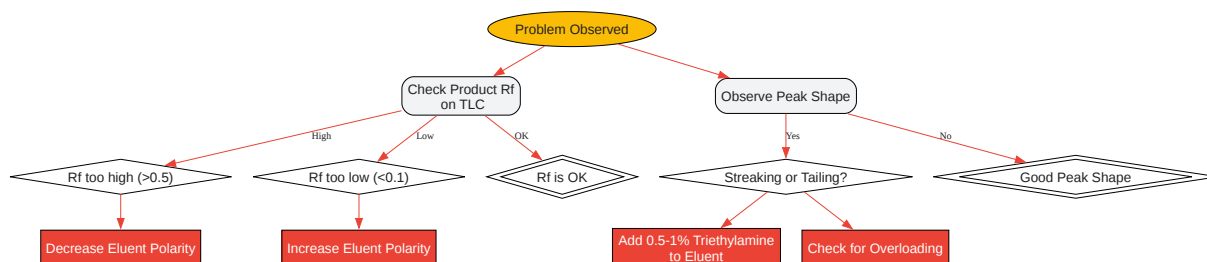 Problem Observed
Check Product Rf
on TLC
Observe Peak Shape
High
Low
OK
Yes
No
Rf too high (>0.5)
Rf too low (<0.1)
Rf is OK
Streaking or Tailing?
Good Peak Shape
Decrease Eluent Polarity
Increase Eluent Polarity
Add 0.5-1% Triethylamine
to Eluent
Check for Overloading